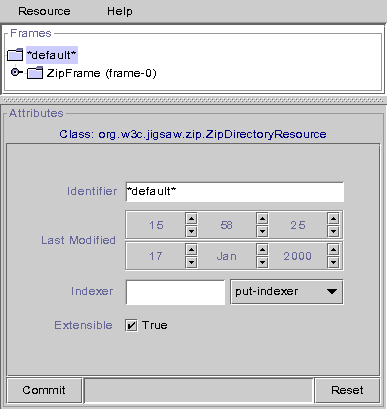 Resource Help
Frames
*default*
ZipFrame (frame-0)
Attributes
Class: org.w3c.jigsaw.zip.ZipDirectoryResource
Identifier *default*
Last Modified 15 58 25
17 Jan 2000
Indexer put-indexer
Extensible True
Commit Reset